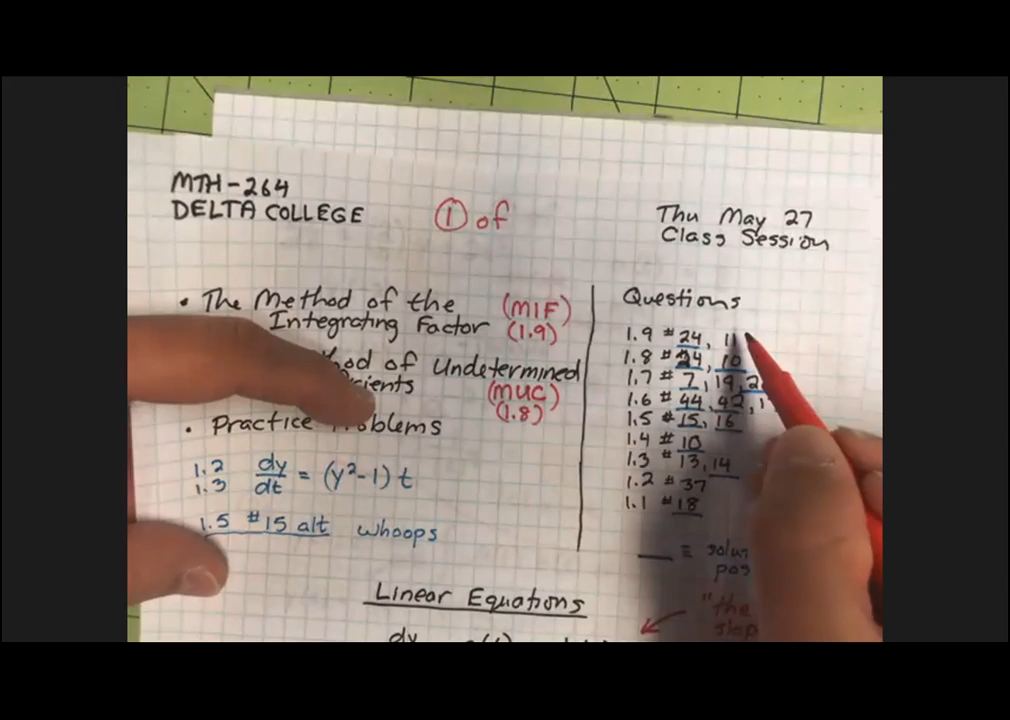 MTH-264
DELTA COLLEGE
① of
Thu May 27
Class Session
• The Method of the
Integrating Factor
(MIF)
(1.9)
Undetermined
(MUC)
(1.8)
• Practice Problems
1.2
1.3
dy/dt = (y²-1)t
1.5 #15 alt whoops
Questions
1.9 # 24, 11
1.8 # 24, 10
1.7 # 7, 19,
1.6 # 44, 42,
1.5 # 15, 16
1.4 # 10
1.3 # 13, 14
1.2 # 37
1.1 # 18
"the
Linear Equations